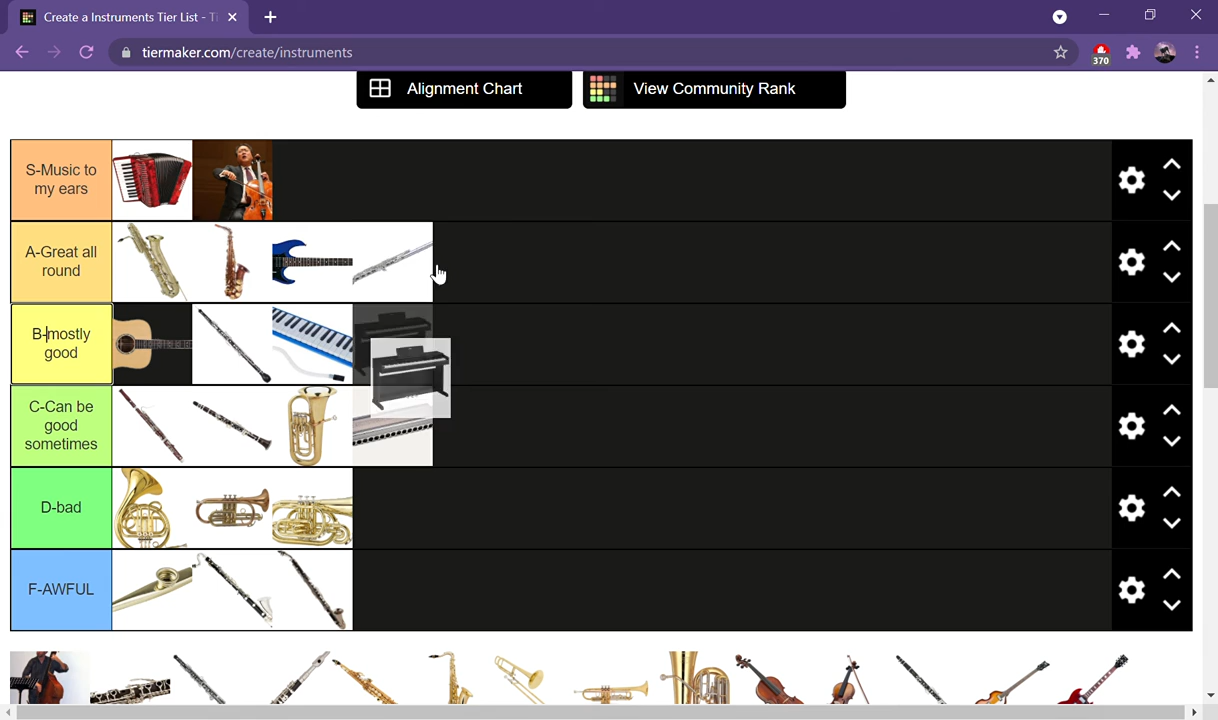 Create a Instruments Tier List - Ti
tiermaker.com/create/instruments
370
Alignment Chart
View Community Rank
S-Music to
my ears
A-Great all
round
B-mostly
good
C-Can be
good
sometimes
D-bad
F-AWFUL